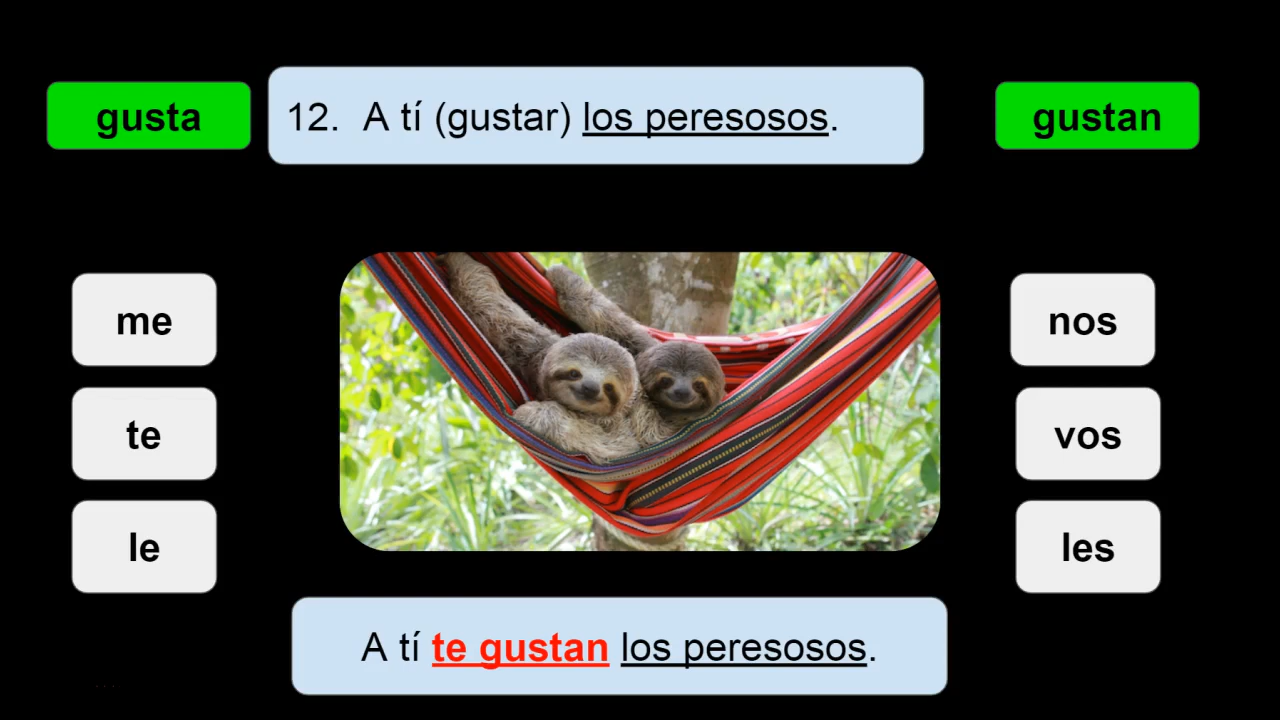 gusta
12. A tí (gustar) los peresosos.
gustan
me
te
le
nos
vos
les
A tí te gustan los peresosos.